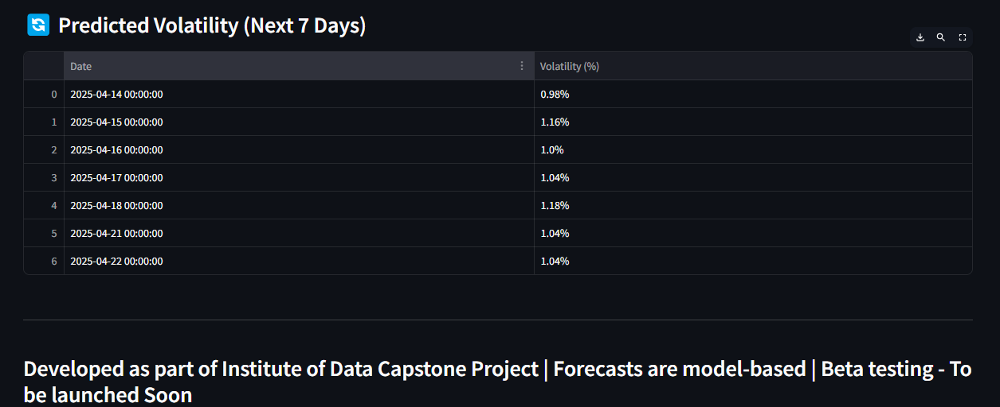 Predicted Volatility (Next 7 Days)
Date Volatility (%)
0 2025-04-14 00:00:00 0.98%
1 2025-04-15 00:00:00 1.16%
2 2025-04-16 00:00:00 1.0%
3 2025-04-17 00:00:00 1.04%
4 2025-04-18 00:00:00 1.18%
5 2025-04-21 00:00:00 1.04%
6 2025-04-22 00:00:00 1.04%
Developed as part of Institute of Data Capstone Project | Forecasts are model-based | Beta testing - To
be launched Soon